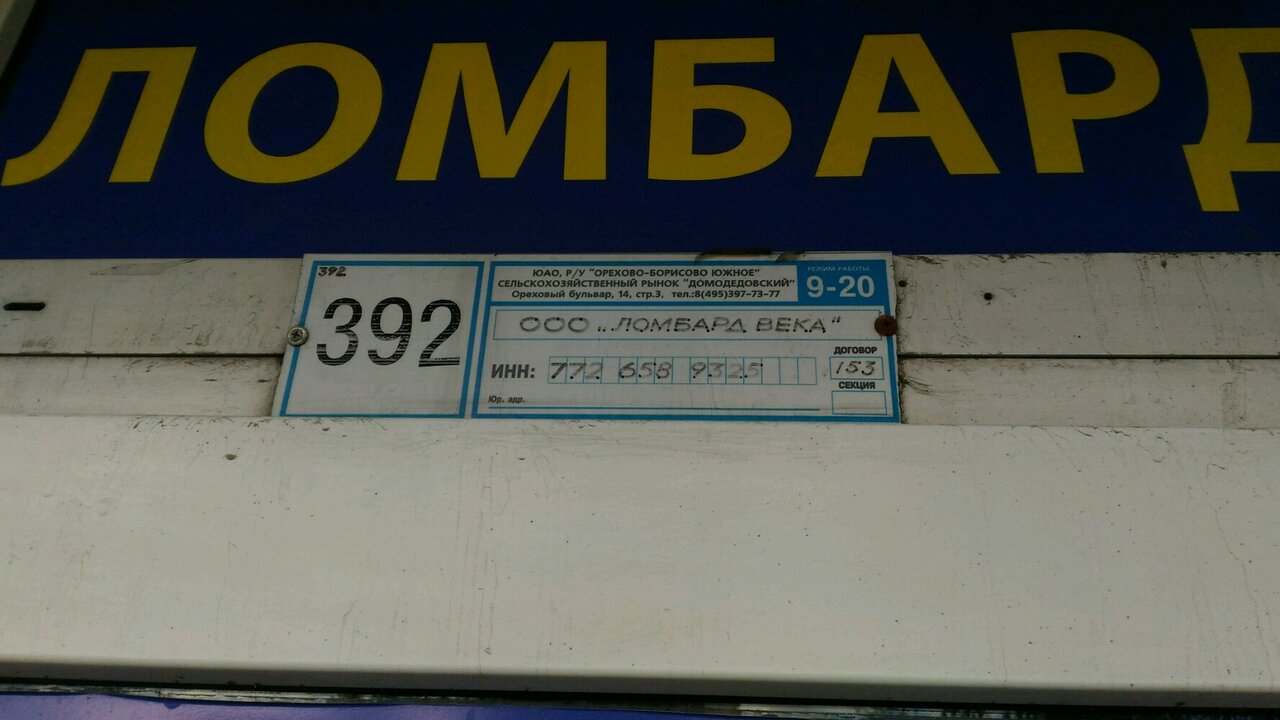 ЛОМБАРД
392
392
ЮАО, Р/У "ОРЕХОВО-БОРИСОВО ЮЖНОЕ"
СЕЛЬСКОХОЗЯЙСТВЕННЫЙ РЫНОК "ДОМОДЕДОВСКИЙ"
Ореховый бульвар, 14, стр.3, тел.:8(495)397-73-77
РЕЖИМ РАБОТЫ:
9-20
ООО „ЛОМБАРД ВЕКА"
ИНН: 772 658 9325
ДОГОВОР
153
СЕКЦИЯ
Юр. адр.